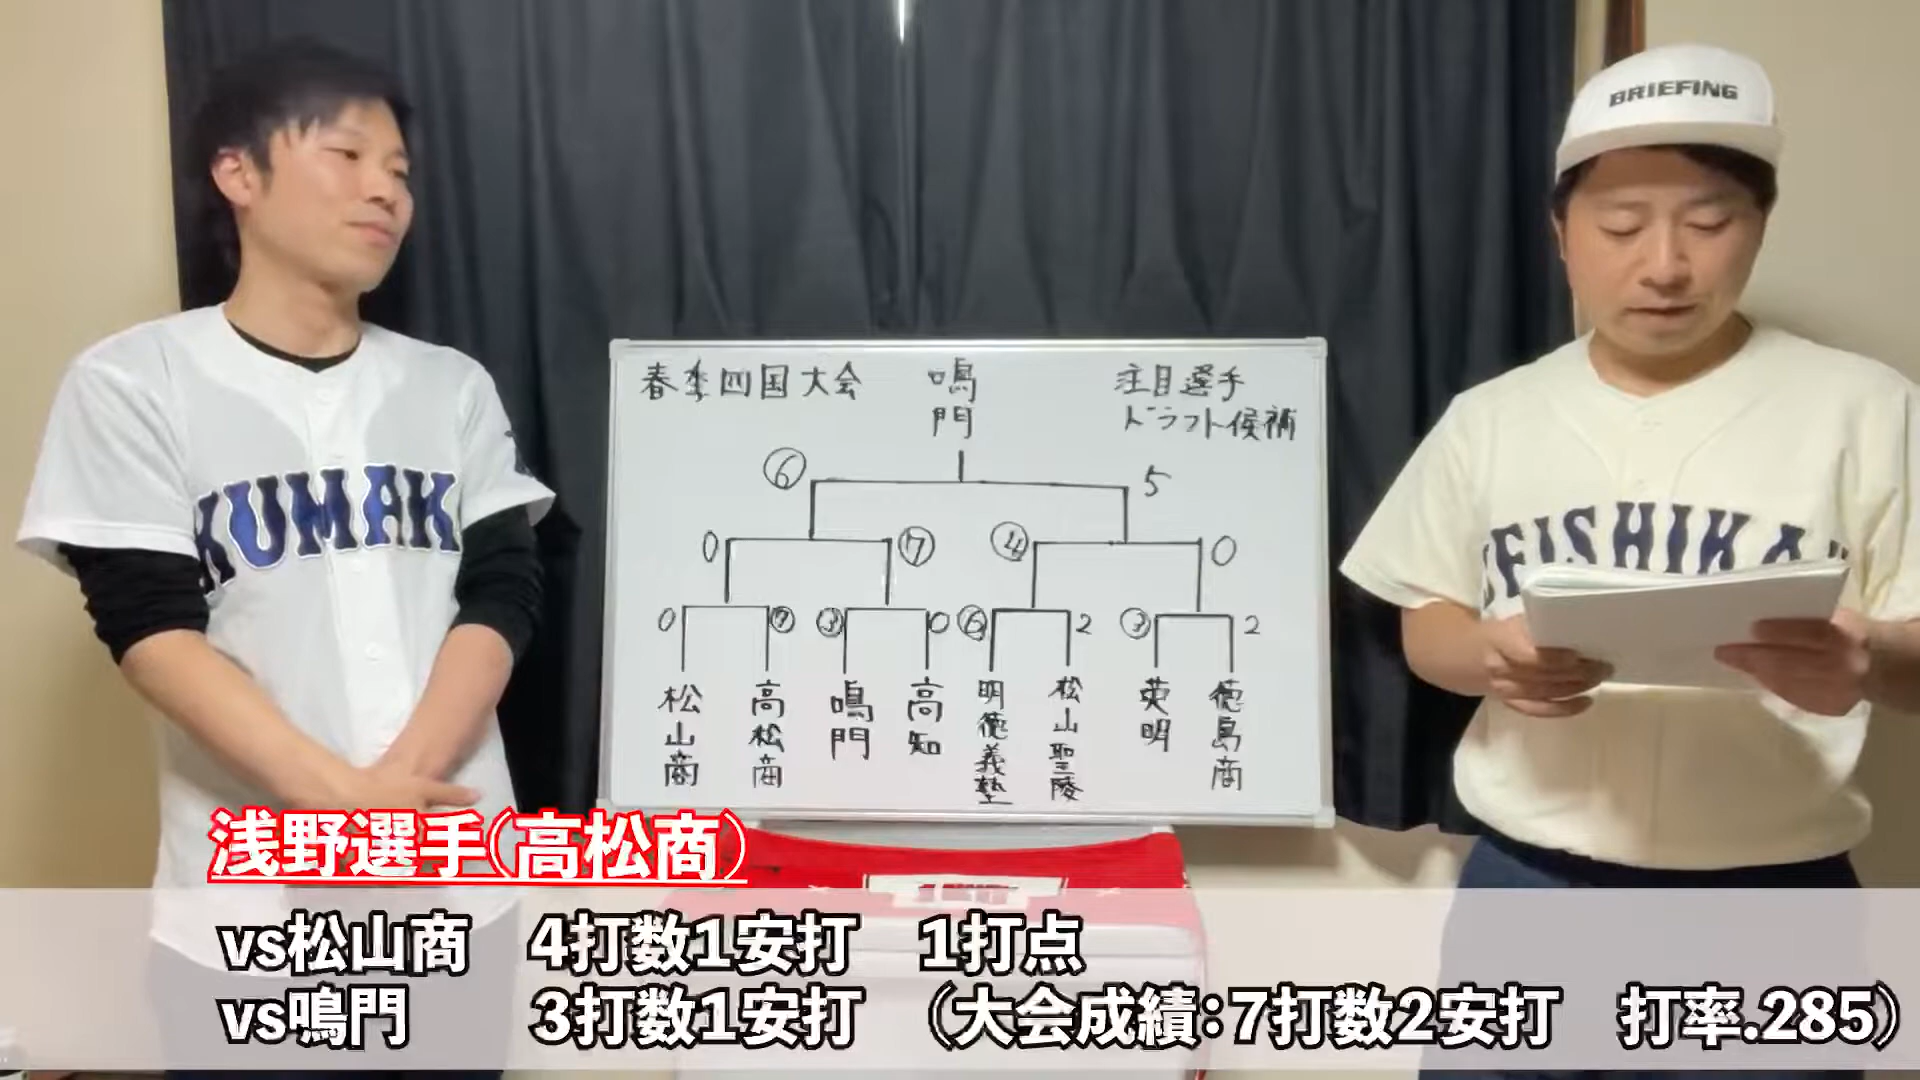 BRIEFING
春季四国大会
鳴門
注目選手
ドラフト候補
⑥ 5
0 ⑦ ④ 0
0 ③ 0 ⑥ 2 ③ 2
松山商
高松商
鳴門
高知
明徳義塾
松山聖陵
英明
徳島商
KUMAK
SEISHIKA
浅野選手(高松商)
vs松山商 4打数1安打 1打点
vs鳴門 3打数1安打 (大会成績:7打数2安打 打率.285)